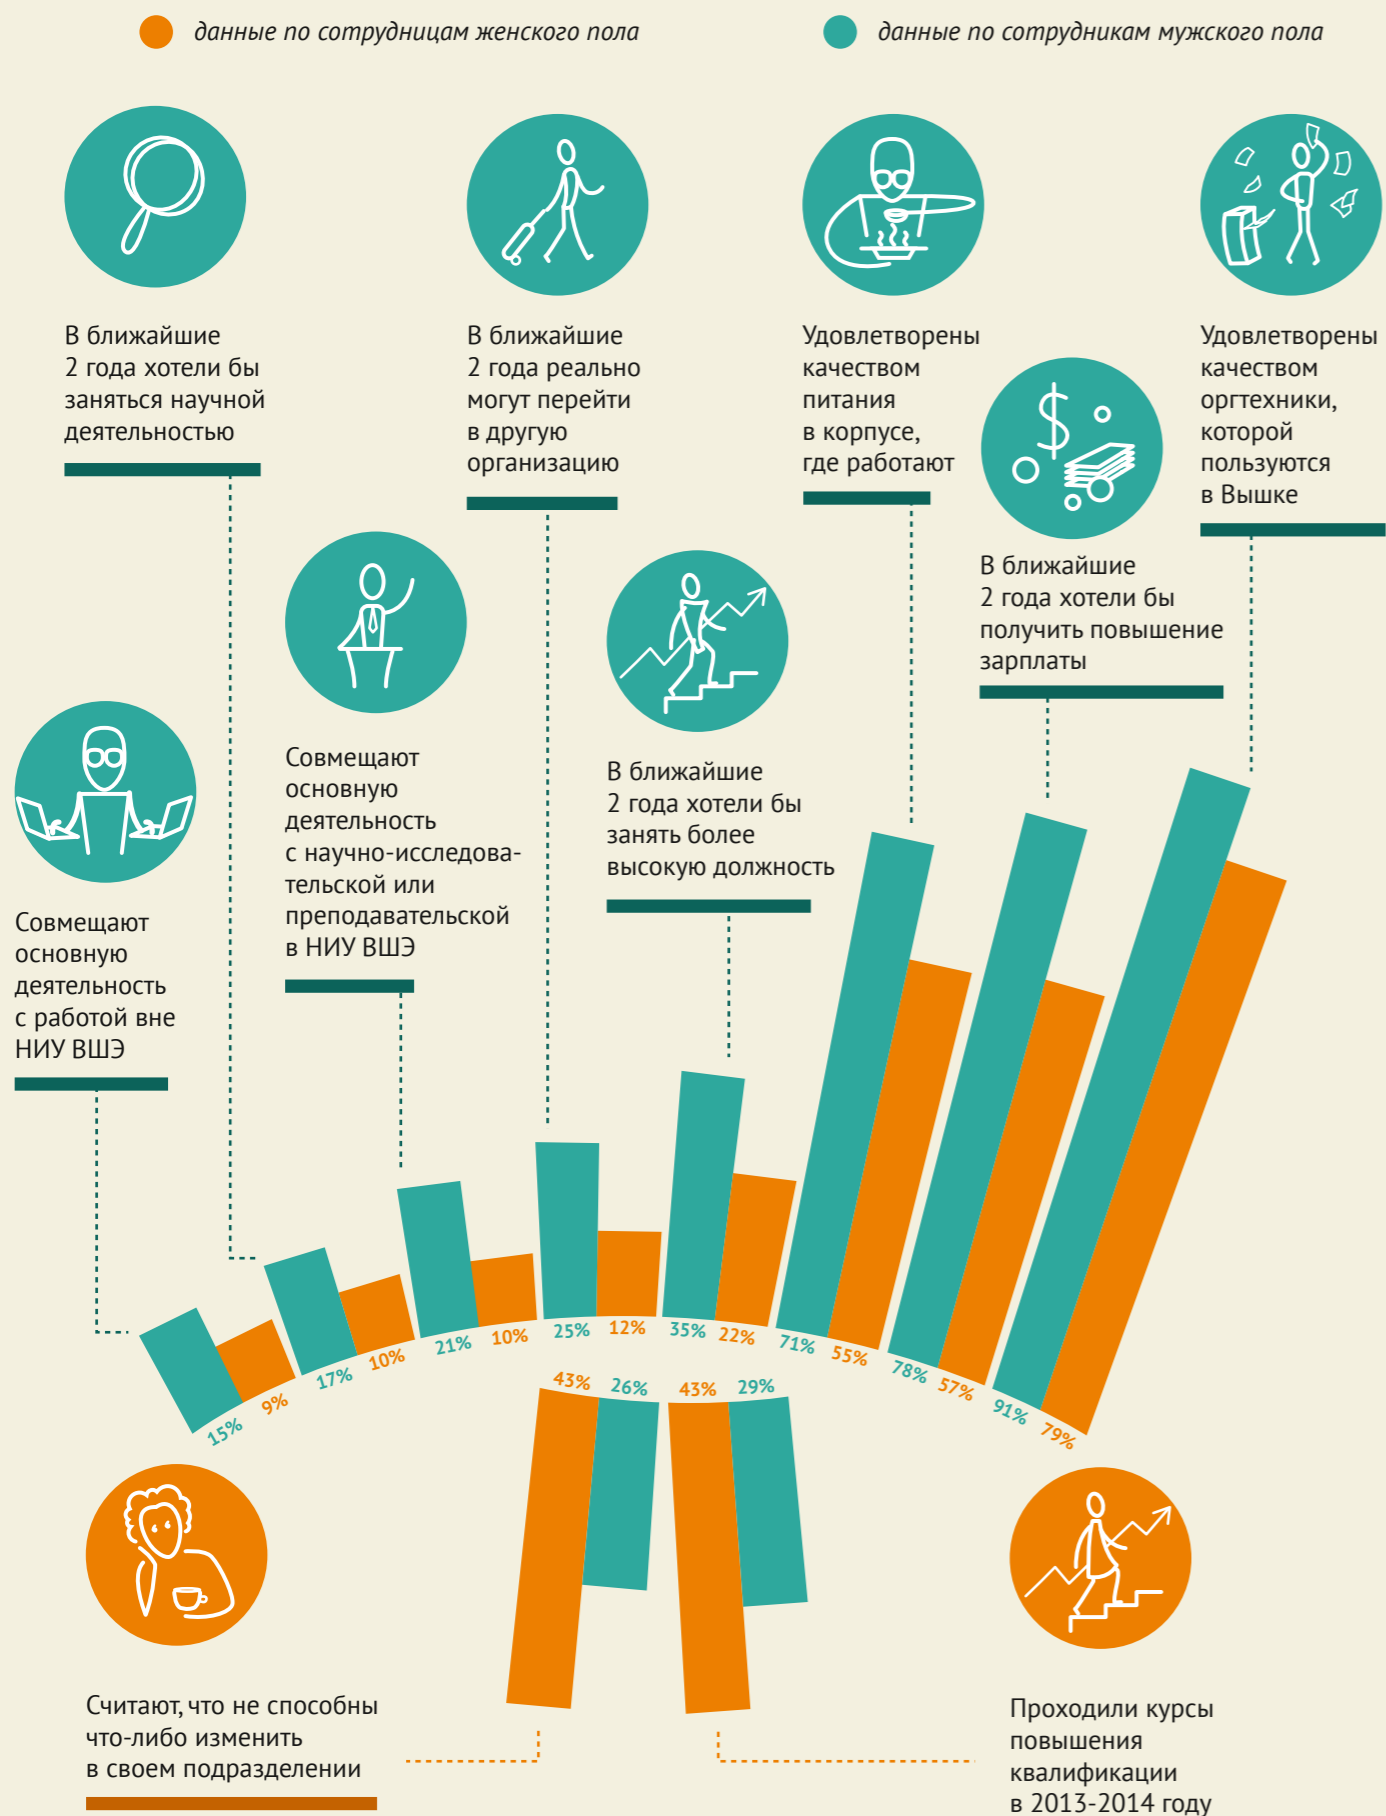 данные по сотрудницам женского пола
данные по сотрудникам мужского пола
В ближайшие
2 года хотели бы
заняться научной
деятельностью
В ближайшие
2 года реально
могут перейти
в другую
организацию
Удовлетворены
качеством
питания
в корпусе,
где работают
Удовлетворены
качеством
оргтехники,
которой
пользуются
в Вышке
В ближайшие
2 года хотели бы
получить повышение
зарплаты
Совмещают
основную
деятельность
с научно-исследова-
тельской или
преподавательской
в НИУ ВШЭ
В ближайшие
2 года хотели бы
занять более
высокую должность
Совмещают
основную
деятельность
с работой вне
НИУ ВШЭ
15%
9%
17%
10%
21%
10%
25%
12%
35%
22%
71%
55%
78%
57%
91%
79%
43%
26%
43%
29%
Считают, что не способны
что-либо изменить
в своем подразделении
Проходили курсы
повышения
квалификации
в 2013-2014 году